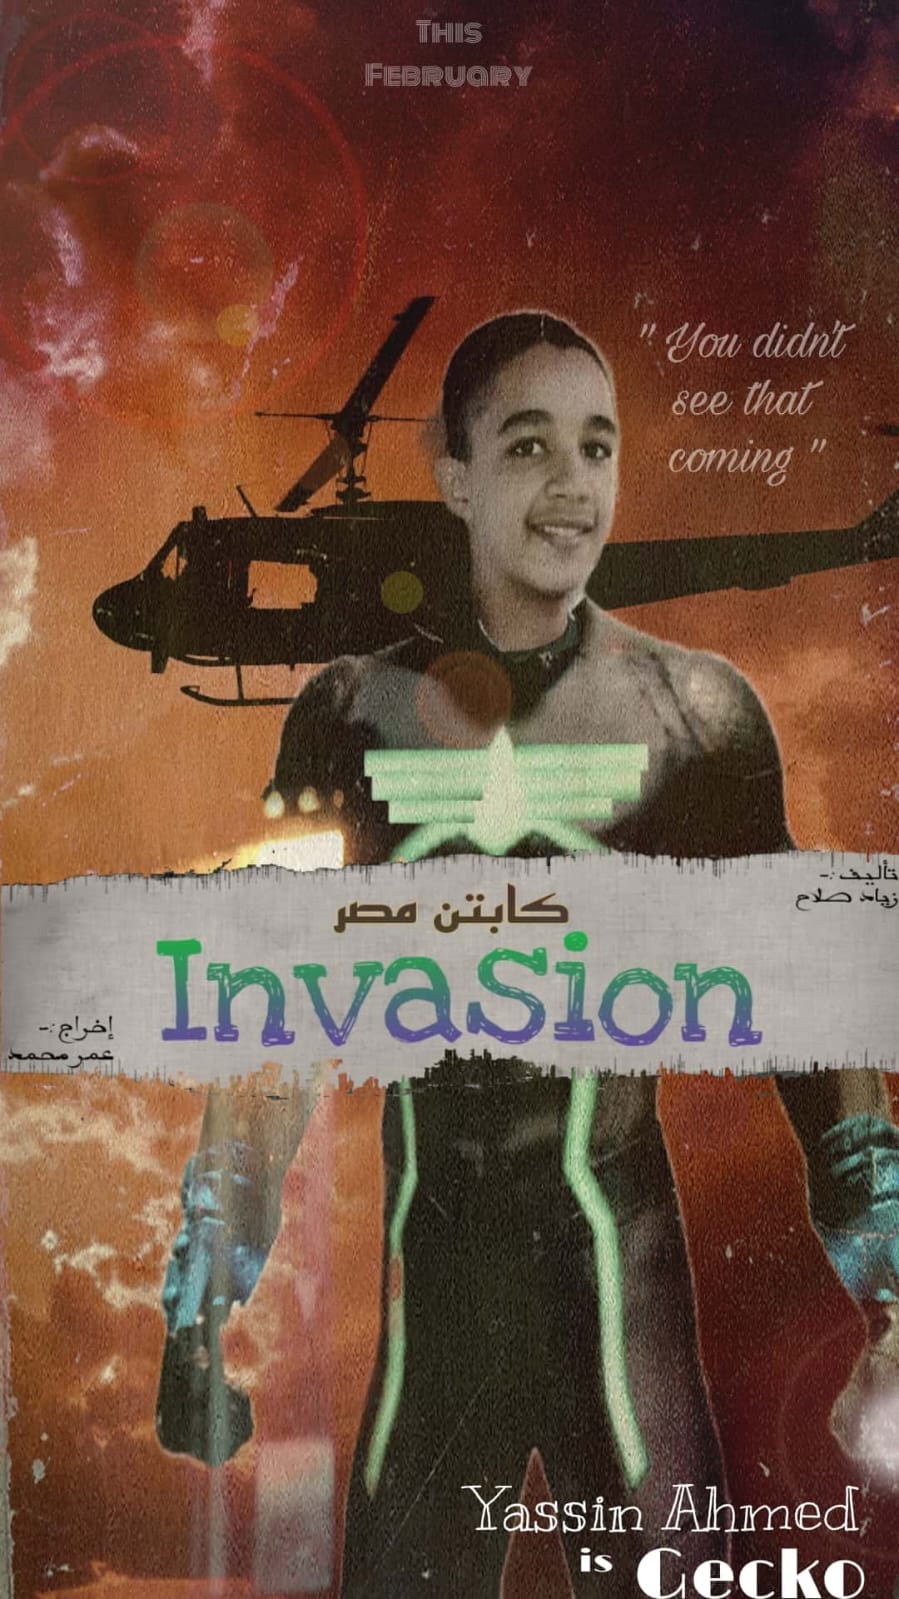 This
February
" You didn't
see that
coming "
تأليف :-
زياد صلاح
كابتن مصر
Invasion
إخراج :-
عمر محمد
Yassin Ahmed
is Gecko